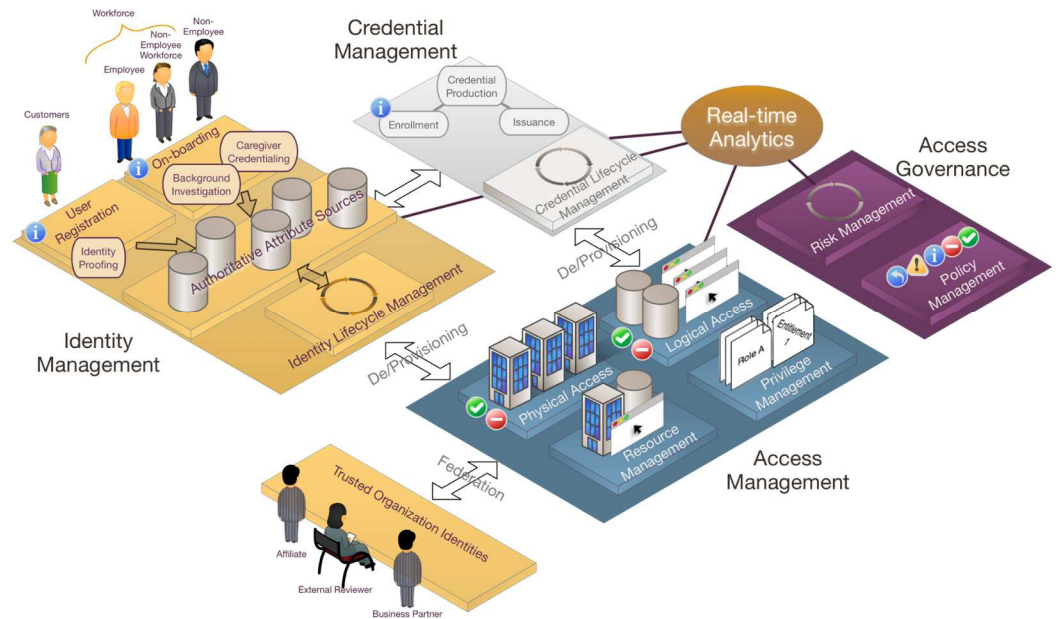 Workforce
Non-
Employee
Non-
Employee
Workforce
Employee
Customers
Credential
Management
Credential
Production
Enrollment
Issuance
Credential Lifecycle
Management
Real-time
Analytics
Access
Governance
Risk Management
Policy
Management
On-boarding
Caregiver
Credentialing
Background
Investigation
User
Registration
Identity
Proofing
Authoritative Attribute Sources
Identity Lifecycle Management
Identity
Management
De/Provisioning
De/Provisioning
Logical Access
Physical Access
Role A
Entitlement
1
Privilege
Management
Resource
Management
Access
Management
Federation
Trusted Organization Identities
Affiliate
External Reviewer
Business Partner